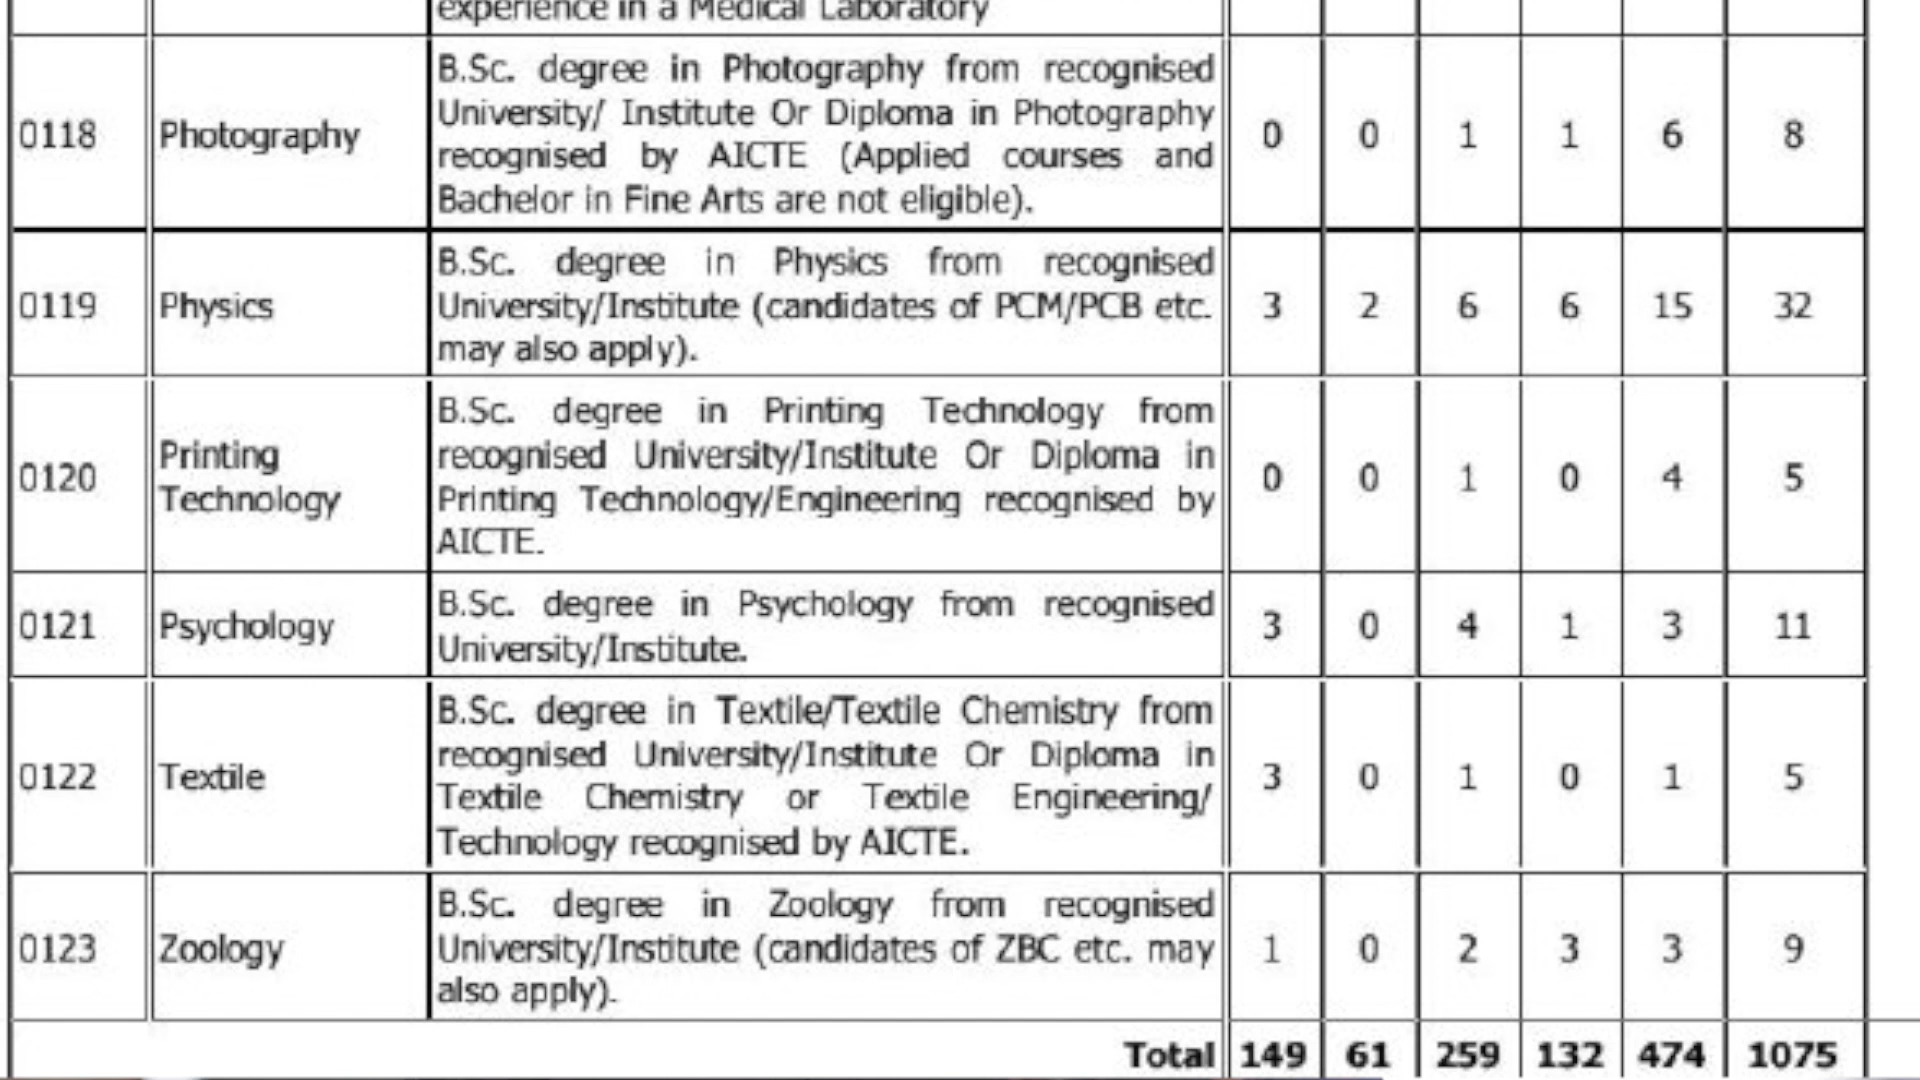 experience in a Medical Laboratory
0118 Photography B.Sc. degree in Photography from recognised
University/ Institute Or Diploma in Photography
recognised by AICTE (Applied courses and
Bachelor in Fine Arts are not eligible). 0 0 1 1 6 8
0119 Physics B.Sc. degree in Physics from recognised
University/Institute (candidates of PCM/PCB etc.
may also apply). 3 2 6 6 15 32
0120 Printing
Technology B.Sc. degree in Printing Technology from
recognised University/Institute Or Diploma in
Printing Technology/Engineering recognised by
AICTE. 0 0 1 0 4 5
0121 Psychology B.Sc. degree in Psychology from recognised
University/Institute. 3 0 4 1 3 11
0122 Textile B.Sc. degree in Textile/Textile Chemistry from
recognised University/Institute Or Diploma in
Textile Chemistry or Textile Engineering/
Technology recognised by AICTE. 3 0 1 0 1 5
0123 Zoology B.Sc. degree in Zoology from recognised
University/Institute (candidates of ZBC etc. may
also apply). 1 0 2 3 3 9
Total 149 61 259 132 474 1075